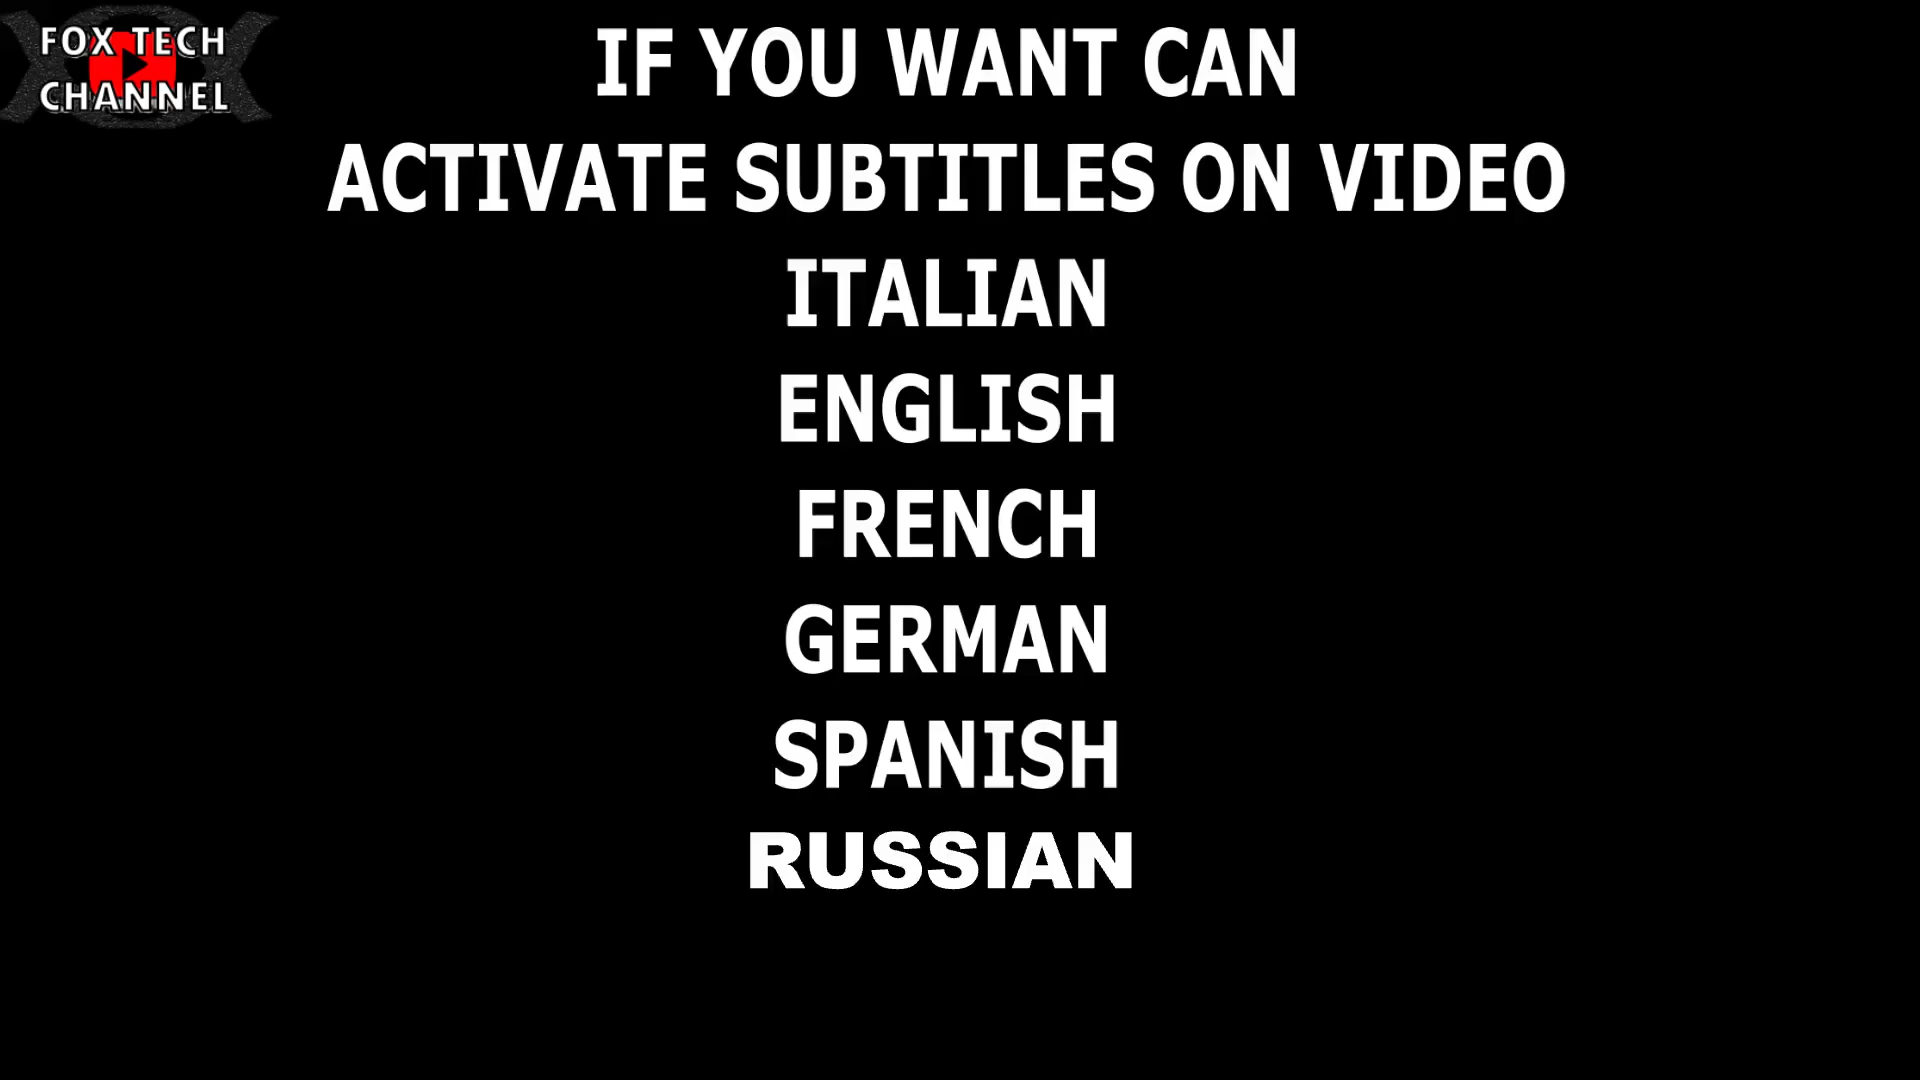 FOX TECH
CHANNEL
IF YOU WANT CAN
ACTIVATE SUBTITLES ON VIDEO
ITALIAN
ENGLISH
FRENCH
GERMAN
SPANISH
RUSSIAN